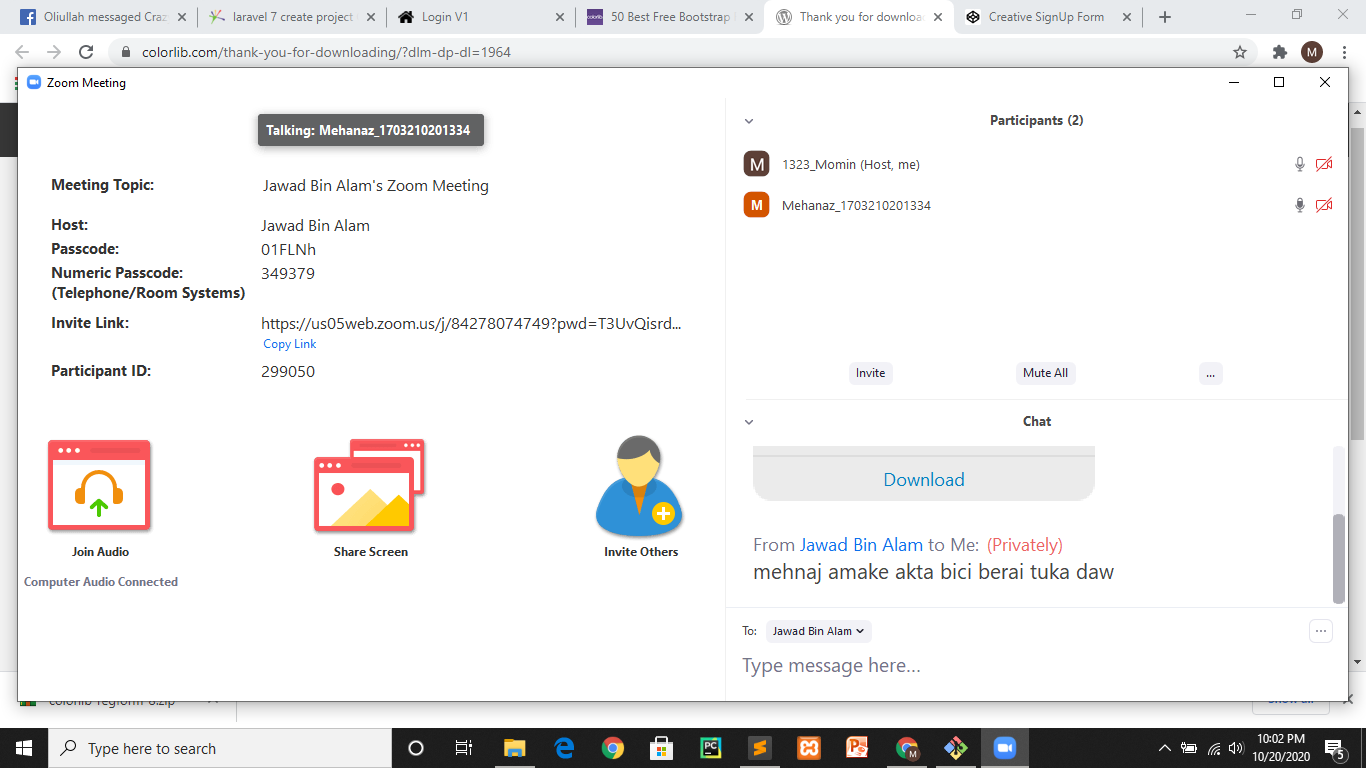 Oliullah messaged Craz
laravel 7 create project
Login V1
50 Best Free Bootstrap
Thank you for downloa
Creative SignUp Form
colorlib.com/thank-you-for-downloading/?dlm-dp-dl=1964
M
Zoom Meeting
Talking: Mehanaz_1703210201334
Meeting Topic: Jawad Bin Alam's Zoom Meeting
Host: Jawad Bin Alam
Passcode: 01FLNh
Numeric Passcode: 349379
(Telephone/Room Systems)
Invite Link: https://us05web.zoom.us/j/84278074749?pwd=T3UvQisrd...
Copy Link
Participant ID: 299050
Join Audio
Share Screen
Invite Others
Computer Audio Connected
Participants (2)
M 1323_Momin (Host, me)
M Mehanaz_1703210201334
Invite Mute All ...
Chat
Download
From Jawad Bin Alam to Me: (Privately)
mehnaj amake akta bici berai tuka daw
To: Jawad Bin Alam
Type message here...
colorlib-regform-8.zip
Show all
Type here to search
PC
M
10:02 PM
10/20/2020
5